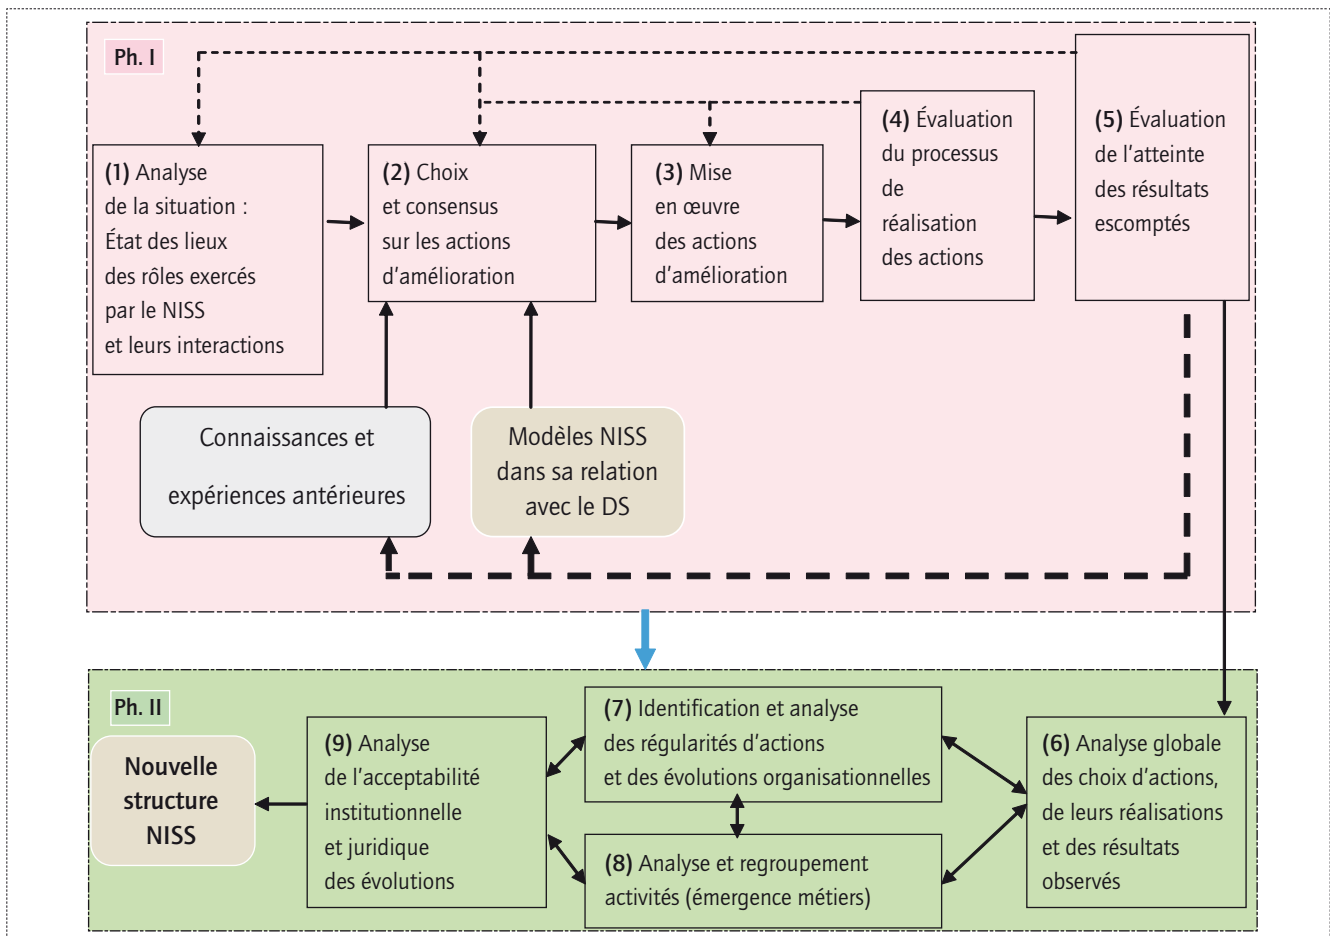 Ph. I
(1) Analyse
de la situation :
État des lieux
des rôles exercés
par le NISS
et leurs interactions
(2) Choix
et consensus
sur les actions
d'amélioration
(3) Mise
en œuvre
des actions
d'amélioration
(4) Évaluation
du processus
de
réalisation
des actions
(5) Évaluation
de l'atteinte
des résultats
escomptés
Connaissances et
expériences antérieures
Modèles NISS
dans sa relation
avec le DS
Ph. II
Nouvelle
structure
NISS
(9) Analyse
de l'acceptabilité
institutionnelle
et juridique
des évolutions
(7) Identification et analyse
des régularités d'actions
et des évolutions organisationnelles
(8) Analyse et regroupement
activités (émergence métiers)
(6) Analyse globale
des choix d'actions,
de leurs réalisations
et des résultats
observés